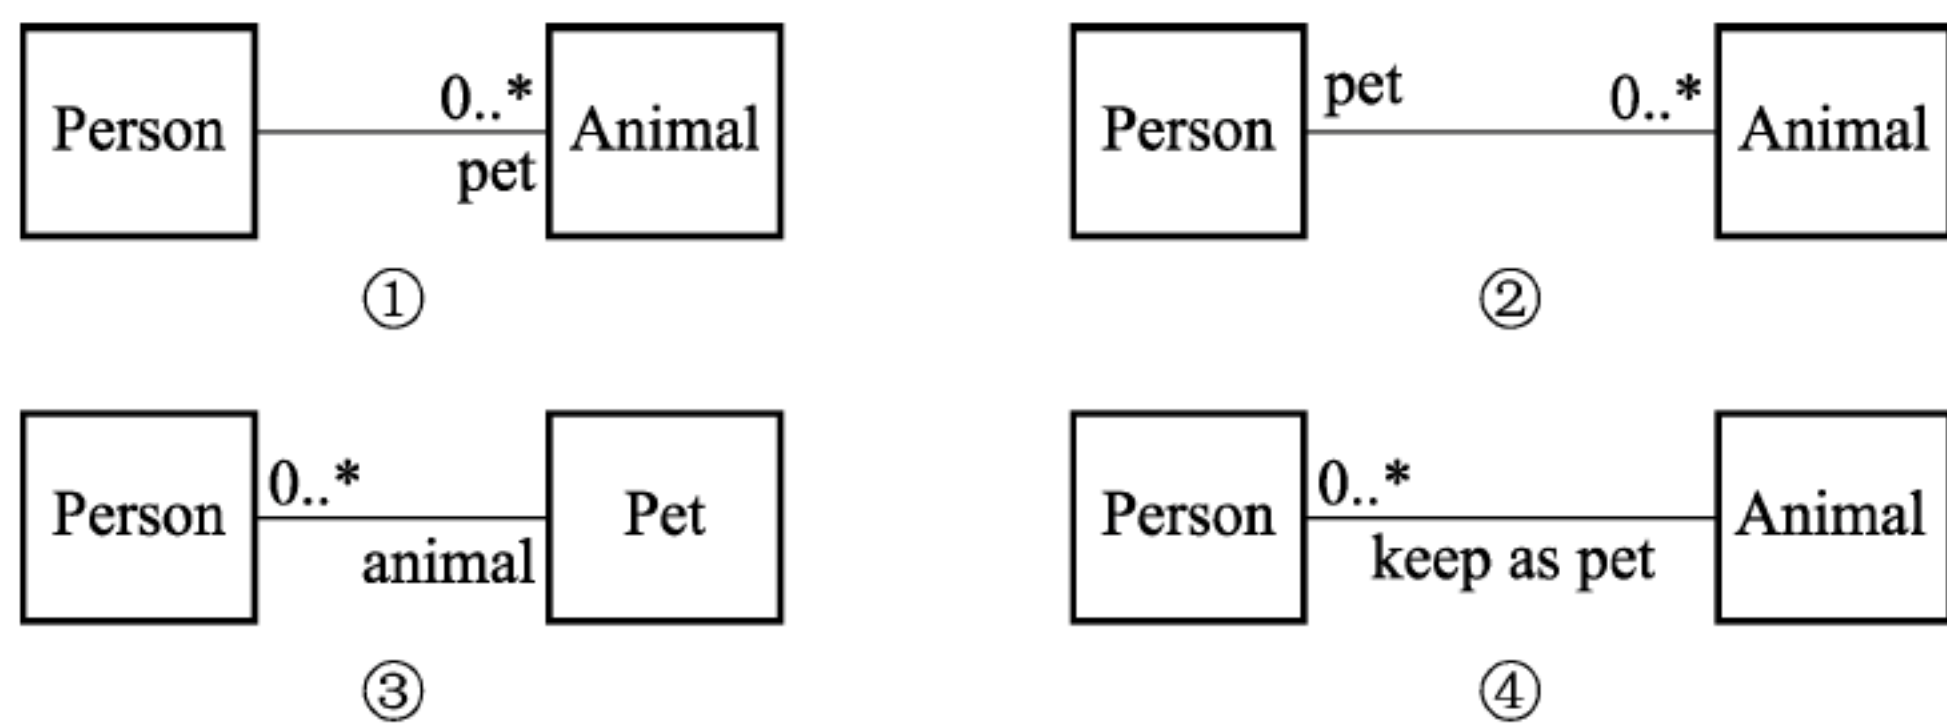 Person 0..* pet Animal
①
Person pet 0..* Animal
②
Person 0..* animal Pet
③
Person 0..* keep as pet Animal
④